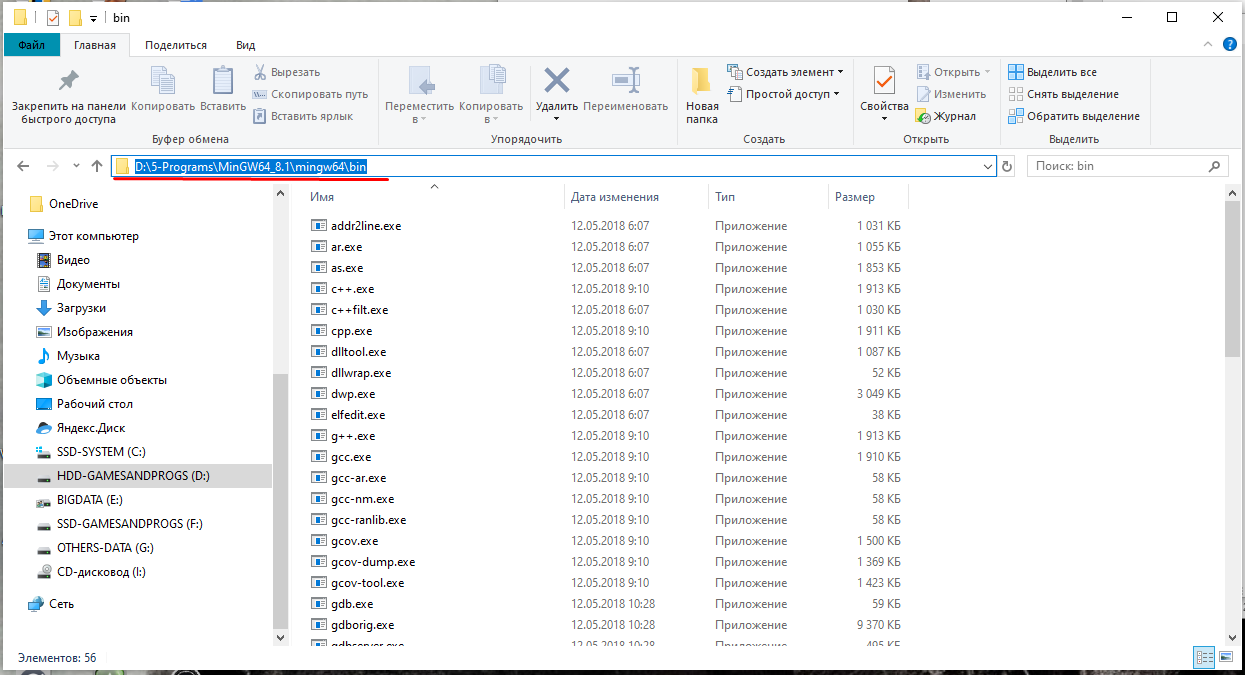 bin
Файл Главная Поделиться Вид
Закрепить на панели быстрого доступа
Копировать
Вставить
Вырезать
Скопировать путь
Вставить ярлык
Буфер обмена
Переместить в
Копировать в
Удалить
Переименовать
Упорядочить
Новая папка
Создать элемент
Простой доступ
Создать
Свойства
Открыть
Изменить
Журнал
Открыть
Выделить все
Снять выделение
Обратить выделение
Выделить
D:\5-Programs\MinGW64_8.1\mingw64\bin
Поиск: bin
OneDrive
Этот компьютер
Видео
Документы
Загрузки
Изображения
Музыка
Объемные объекты
Рабочий стол
Яндекс.Диск
SSD-SYSTEM (C:)
HDD-GAMESANDPROGS (D:)
BIGDATA (E:)
SSD-GAMESANDPROGS (F:)
OTHERS-DATA (G:)
CD-дисковод (I:)
Сеть
Имя Дата изменения Тип Размер
addr2line.exe 12.05.2018 6:07 Приложение 1 031 КБ
ar.exe 12.05.2018 6:07 Приложение 1 055 КБ
as.exe 12.05.2018 6:07 Приложение 1 853 КБ
c++.exe 12.05.2018 9:10 Приложение 1 913 КБ
c++filt.exe 12.05.2018 6:07 Приложение 1 030 КБ
cpp.exe 12.05.2018 9:10 Приложение 1 911 КБ
dlltool.exe 12.05.2018 6:07 Приложение 1 087 КБ
dllwrap.exe 12.05.2018 6:07 Приложение 52 КБ
dwp.exe 12.05.2018 6:07 Приложение 3 049 КБ
elfedit.exe 12.05.2018 6:07 Приложение 38 КБ
g++.exe 12.05.2018 9:10 Приложение 1 913 КБ
gcc.exe 12.05.2018 9:10 Приложение 1 910 КБ
gcc-ar.exe 12.05.2018 9:10 Приложение 58 КБ
gcc-nm.exe 12.05.2018 9:10 Приложение 58 КБ
gcc-ranlib.exe 12.05.2018 9:10 Приложение 58 КБ
gcov.exe 12.05.2018 9:10 Приложение 1 500 КБ
gcov-dump.exe 12.05.2018 9:10 Приложение 1 369 КБ
gcov-tool.exe 12.05.2018 9:10 Приложение 1 423 КБ
gdb.exe 12.05.2018 10:28 Приложение 59 КБ
gdborig.exe 12.05.2018 10:28 Приложение 9 370 КБ
gdbserver.exe 12.05.2018 10:28 Приложение 495 КБ
Элементов: 56